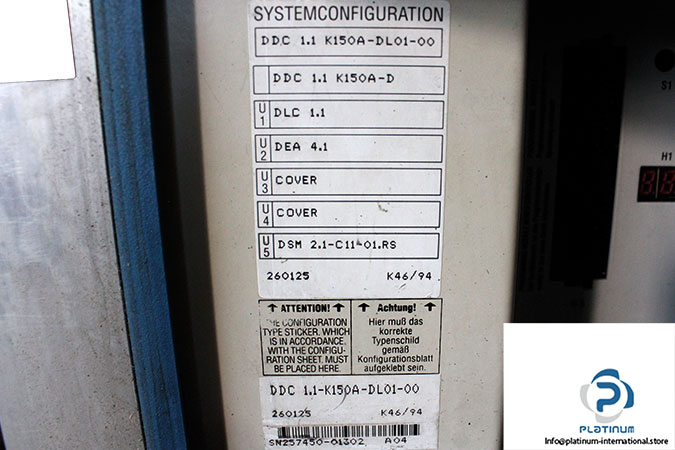 SYSTEMCONFIGURATION
DDC 1.1 K150A-DL01-00
DDC 1.1 K150A-D
U1 DLC 1.1
U2 DEA 4.1
U3 COVER
U4 COVER
U5 DSM 2.1-C11-01.RS
260125 K46/94
↑ ATTENTION! ↑
THE CONFIGURATION
TYPE STICKER, WHICH
IS IN ACCORDANCE,
WITH THE CONFIGU-
RATION SHEET, MUST
BE PLACED HERE.
↑ Achtung! ↑
Hier muß das
korrekte
Typenschild
gemäß
Konfigurationsblatt
aufgeklebt sein.
DDC 1.1-K150A-DL01-00
260125 K46/94
SN257450-01302 A04
S1
H1
PLATINUM
info@platinum-international.store